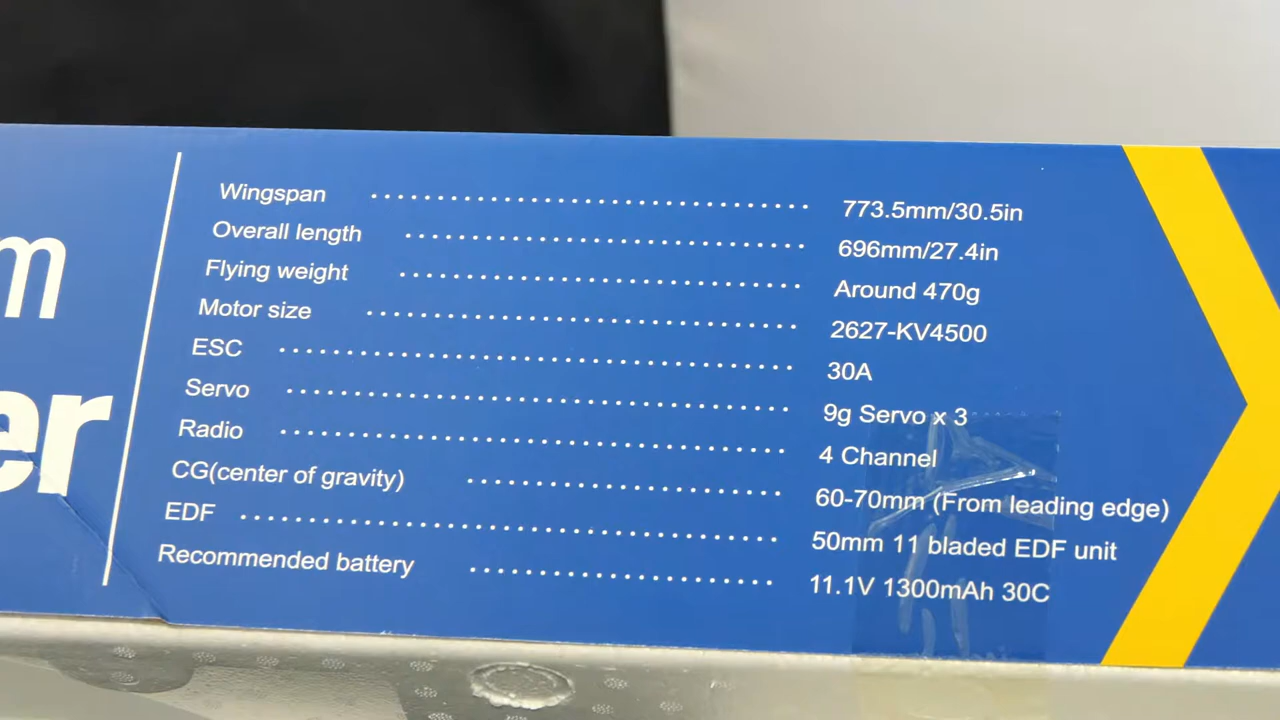 m
er
Wingspan ........................................ 773.5mm/30.5in
Overall length .................................... 696mm/27.4in
Flying weight .................................... Around 470g
Motor size ....................................... 2627-KV4500
ESC .............................................. 30A
Servo ............................................. 9g Servo x 3
Radio ............................................. 4 Channel
CG(center of gravity) ............................ 60-70mm (From leading edge)
EDF ................................................ 50mm 11 bladed EDF unit
Recommended battery ............................ 11.1V 1300mAh 30C